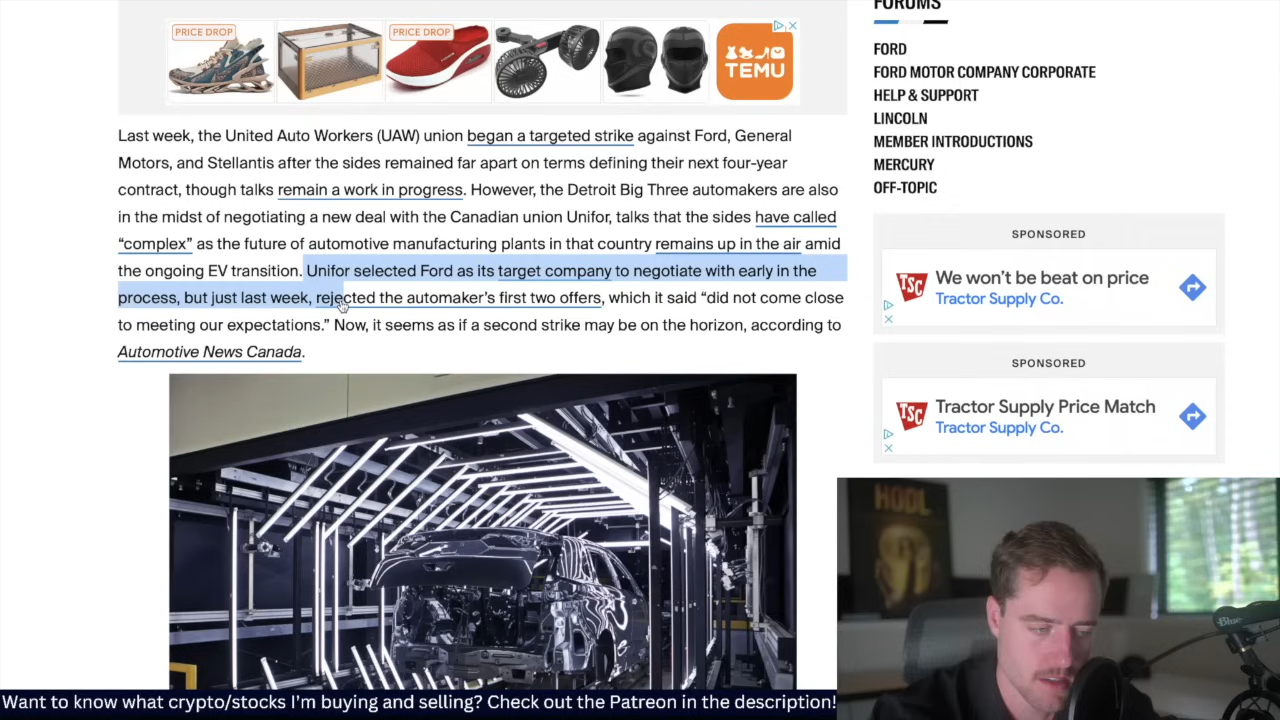 FORUMS
PRICE DROP
PRICE DROP
TEMU
FORD
FORD MOTOR COMPANY CORPORATE
HELP & SUPPORT
LINCOLN
MEMBER INTRODUCTIONS
MERCURY
OFF-TOPIC
Last week, the United Auto Workers (UAW) union began a targeted strike against Ford, General
Motors, and Stellantis after the sides remained far apart on terms defining their next four-year
contract, though talks remain a work in progress. However, the Detroit Big Three automakers are also
in the midst of negotiating a new deal with the Canadian union Unifor, talks that the sides have called
“complex” as the future of automotive manufacturing plants in that country remains up in the air amid
the ongoing EV transition. Unifor selected Ford as its target company to negotiate with early in the
process, but just last week, rejected the automaker’s first two offers, which it said “did not come close
to meeting our expectations.” Now, it seems as if a second strike may be on the horizon, according to
Automotive News Canada.
SPONSORED
TSC
We won't be beat on price
Tractor Supply Co.
SPONSORED
TSC
Tractor Supply Price Match
Tractor Supply Co.
HODL
Blue
Want to know what crypto/stocks I'm buying and selling? Check out the Patreon in the description!